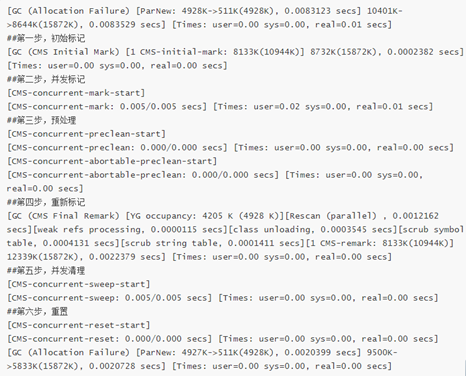 [GC (Allocation Failure) [ParNew: 4928K->511K(4928K), 0.0083123 secs] 10401K-
>8644K(15872K), 0.0083529 secs] [Times: user=0.00 sys=0.00, real=0.01 secs]
##第一步，初始标记
[GC (CMS Initial Mark) [1 CMS-initial-mark: 8133K(10944K)] 8732K(15872K), 0.0002382 secs]
[Times: user=0.00 sys=0.00, real=0.00 secs]
##第二步，并发标记
[CMS-concurrent-mark-start]
[CMS-concurrent-mark: 0.005/0.005 secs] [Times: user=0.02 sys=0.00, real=0.01 secs]
##第三步，预处理
[CMS-concurrent-preclean-start]
[CMS-concurrent-preclean: 0.000/0.000 secs] [Times: user=0.00 sys=0.00, real=0.00 secs]
[CMS-concurrent-abortable-preclean-start]
[CMS-concurrent-abortable-preclean: 0.000/0.000 secs] [Times: user=0.00 sys=0.00,
real=0.00 secs]
##第四步，重新标记
[GC (CMS Final Remark) [YG occupancy: 4205 K (4928 K)][Rescan (parallel) , 0.0012162
secs][weak refs processing, 0.0000115 secs][class unloading, 0.0003545 secs][scrub symbol
table, 0.0004131 secs][scrub string table, 0.0001411 secs][1 CMS-remark: 8133K(10944K)]
12339K(15872K), 0.0022379 secs] [Times: user=0.00 sys=0.00, real=0.00 secs]
##第五步，并发清理
[CMS-concurrent-sweep-start]
[CMS-concurrent-sweep: 0.005/0.005 secs] [Times: user=0.00 sys=0.00, real=0.00 secs]
##第六步，重置
[CMS-concurrent-reset-start]
[CMS-concurrent-reset: 0.000/0.000 secs] [Times: user=0.00 sys=0.00, real=0.00 secs]
[GC (Allocation Failure) [ParNew: 4927K->511K(4928K), 0.0020399 secs] 9500K-
>5833K(15872K), 0.0020728 secs] [Times: user=0.00 sys=0.00, real=0.00 secs]